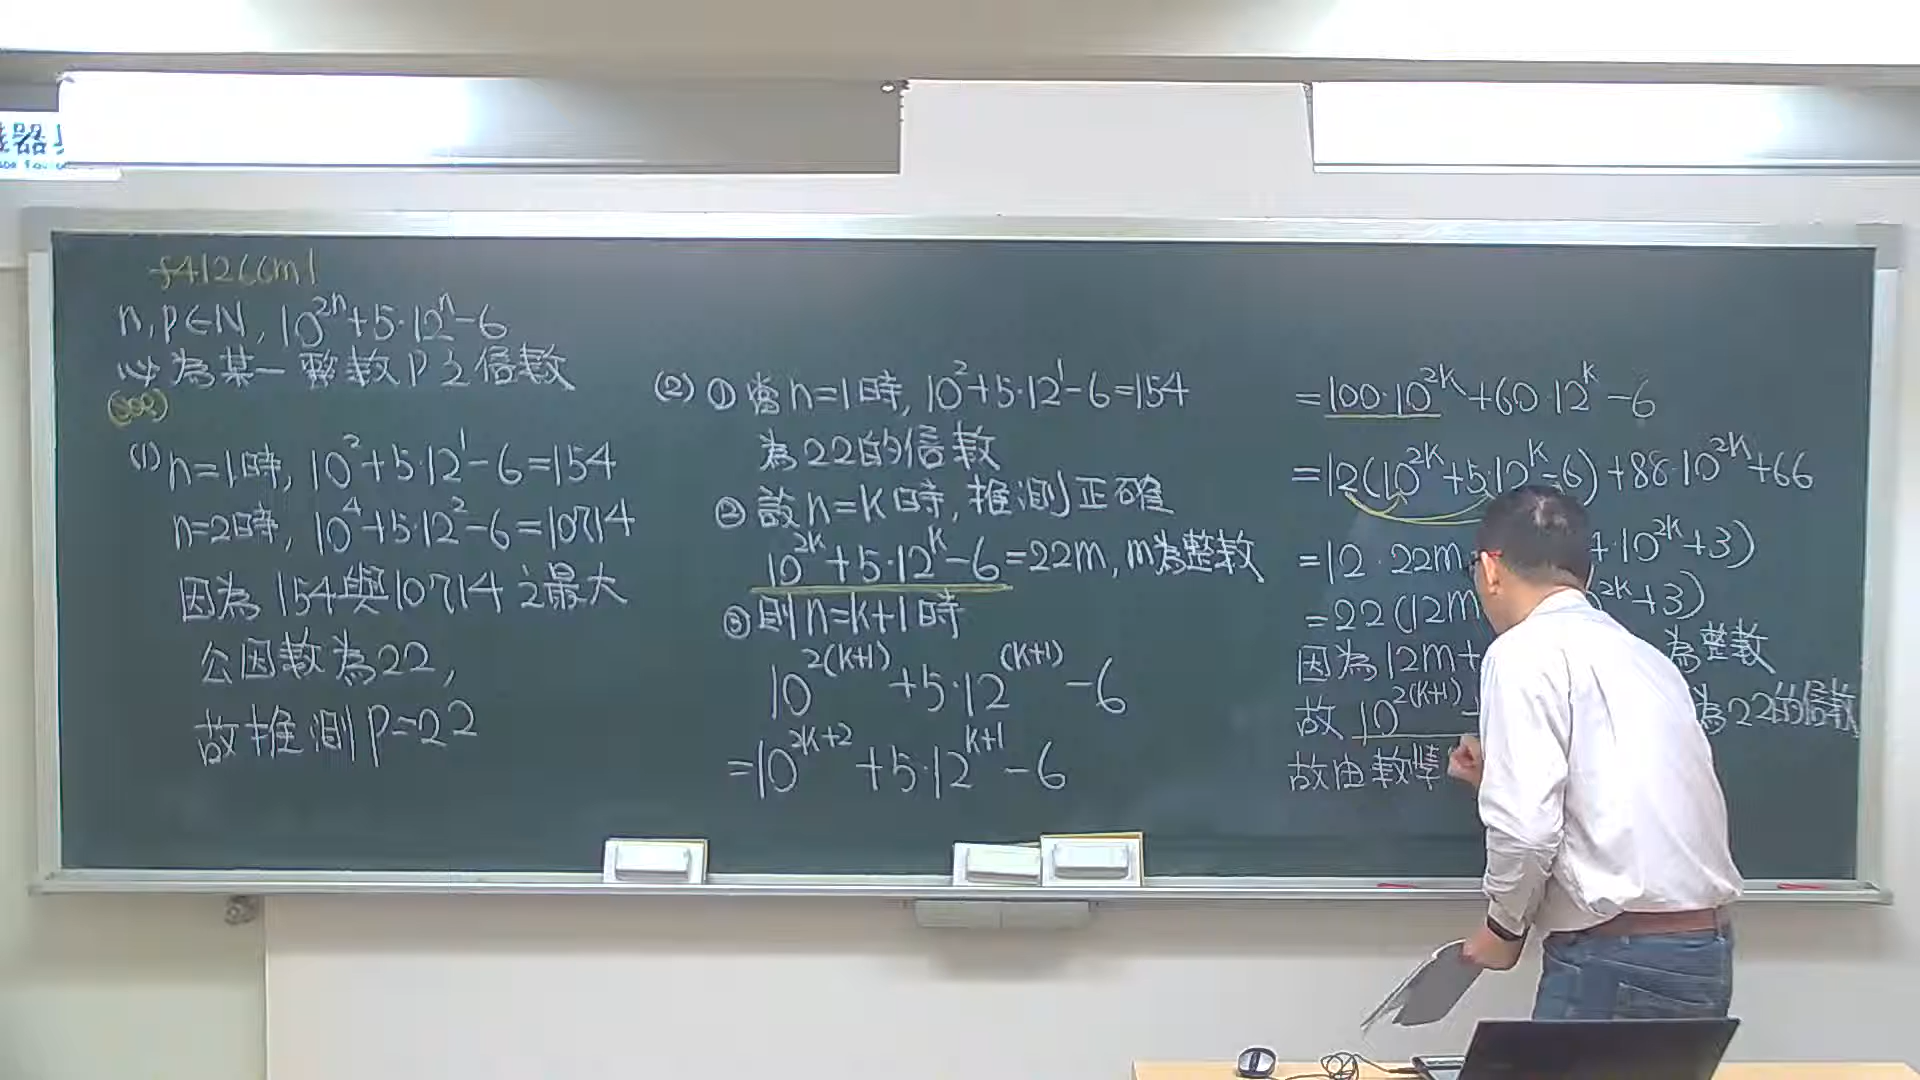 器
f41266m1
n,p∈N, 10^{2n}+5·12^n-6
必為某一整數P之倍數
(sol)
(1) n=1時, 10^2+5·12^1-6=154
n=2時, 10^4+5·12^2-6=10714
因為154與10714之最大
公因數為22,
故推測P=22
(2) ① 當n=1時, 10^2+5·12^1-6=154
為22的倍數
② 設n=k時, 推測正確
10^{2k}+5·12^k-6=22m, m為整數
③ 則n=k+1時
10^{2(k+1)}+5·12^{(k+1)}-6
=10^{2k+2}+5·12^{k+1}-6
=100·10^{2k}+60·12^k-6
=12(10^{2k}+5·12^k-6)+88·10^{2k}+66
=12·22m ·10^{2k}+3)
=22(12m ^{2k}+3)
因為12m+ 為整數
故10^{2(k+1)} 為22的倍數
故由數